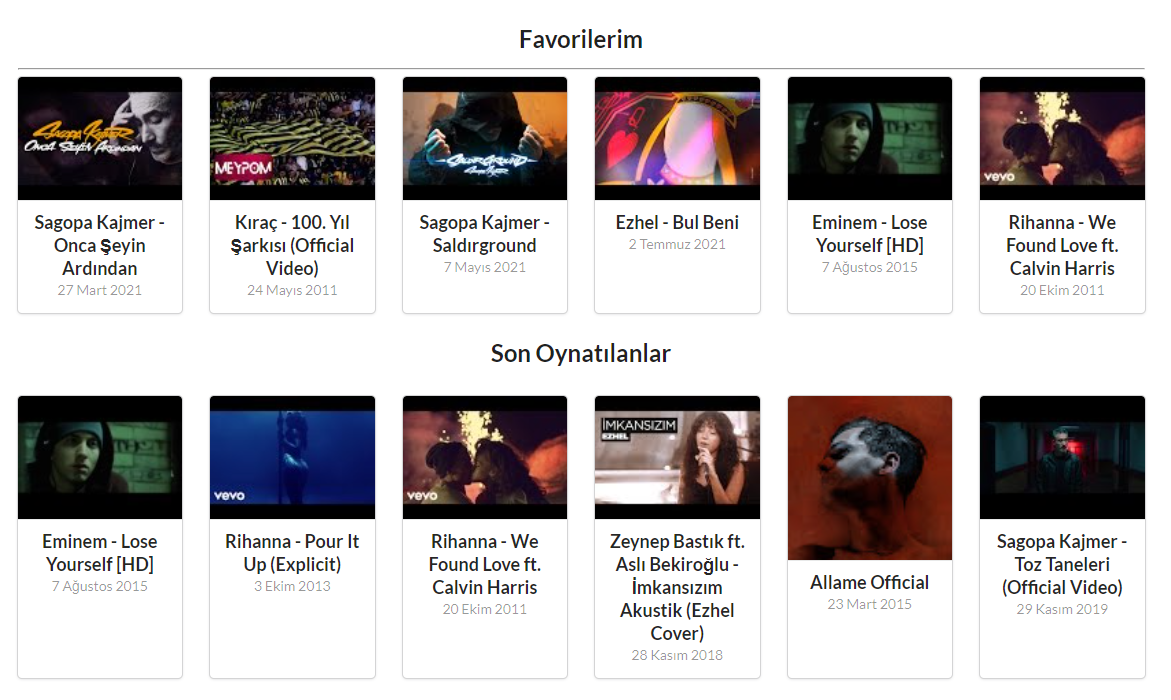 Favorilerim
SAGOPA KAJMER
ONCA ŞEYİN ARDINDAN
MEYPOM
SALDIRGROUND
SAGOPA KAJMER
vevo
Sagopa Kajmer -
Onca Şeyin
Ardından
27 Mart 2021
Kıraç - 100. Yıl
Şarkısı (Official
Video)
24 Mayıs 2011
Sagopa Kajmer -
Saldırground
7 Mayıs 2021
Ezhel - Bul Beni
2 Temmuz 2021
Eminem - Lose
Yourself [HD]
7 Ağustos 2015
Rihanna - We
Found Love ft.
Calvin Harris
20 Ekim 2011
Son Oynatılanlar
vevo
vevo
İMKANSIZIM
EZHEL
Eminem - Lose
Yourself [HD]
7 Ağustos 2015
Rihanna - Pour It
Up (Explicit)
3 Ekim 2013
Rihanna - We
Found Love ft.
Calvin Harris
20 Ekim 2011
Zeynep Bastık ft.
Aslı Bekiroğlu -
İmkansızım
Akustik (Ezhel
Cover)
28 Kasım 2018
Allame Official
23 Mart 2015
Sagopa Kajmer -
Toz Taneleri
(Official Video)
29 Kasım 2019